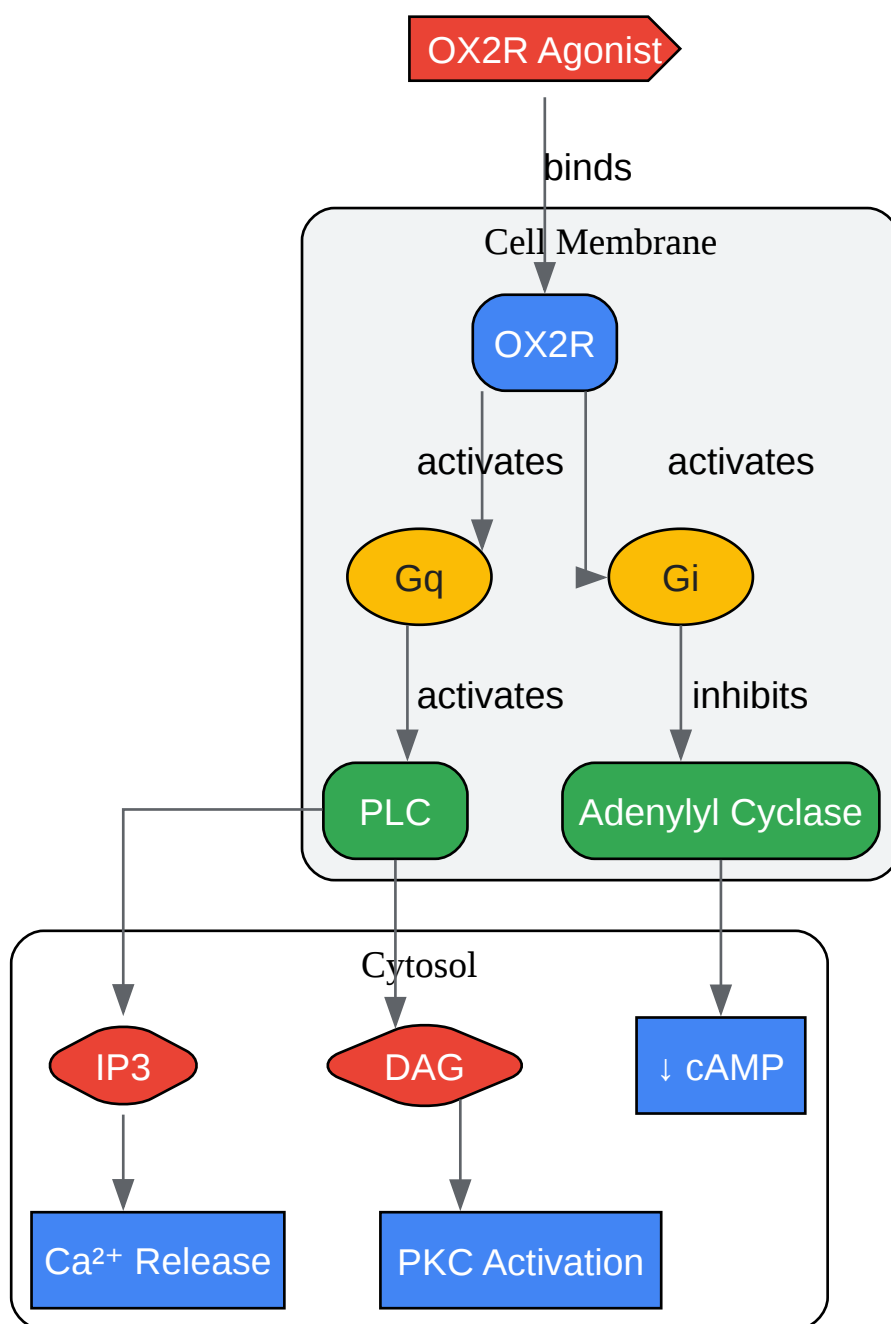 OX2R Agonist
binds
Cell Membrane
OX2R
activates
activates
Gq
Gi
activates
inhibits
PLC
Adenylyl Cyclase
Cytosol
IP3
DAG
↓ cAMP
Ca²⁺ Release
PKC Activation